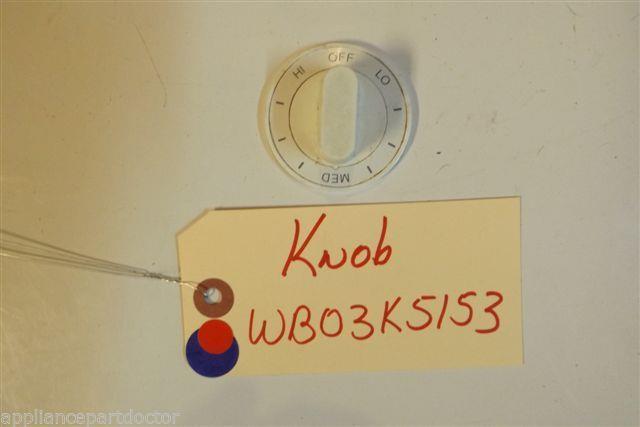 OFF
HI
LO
MED
Knob
WB03K5153
appliancepartdoctor